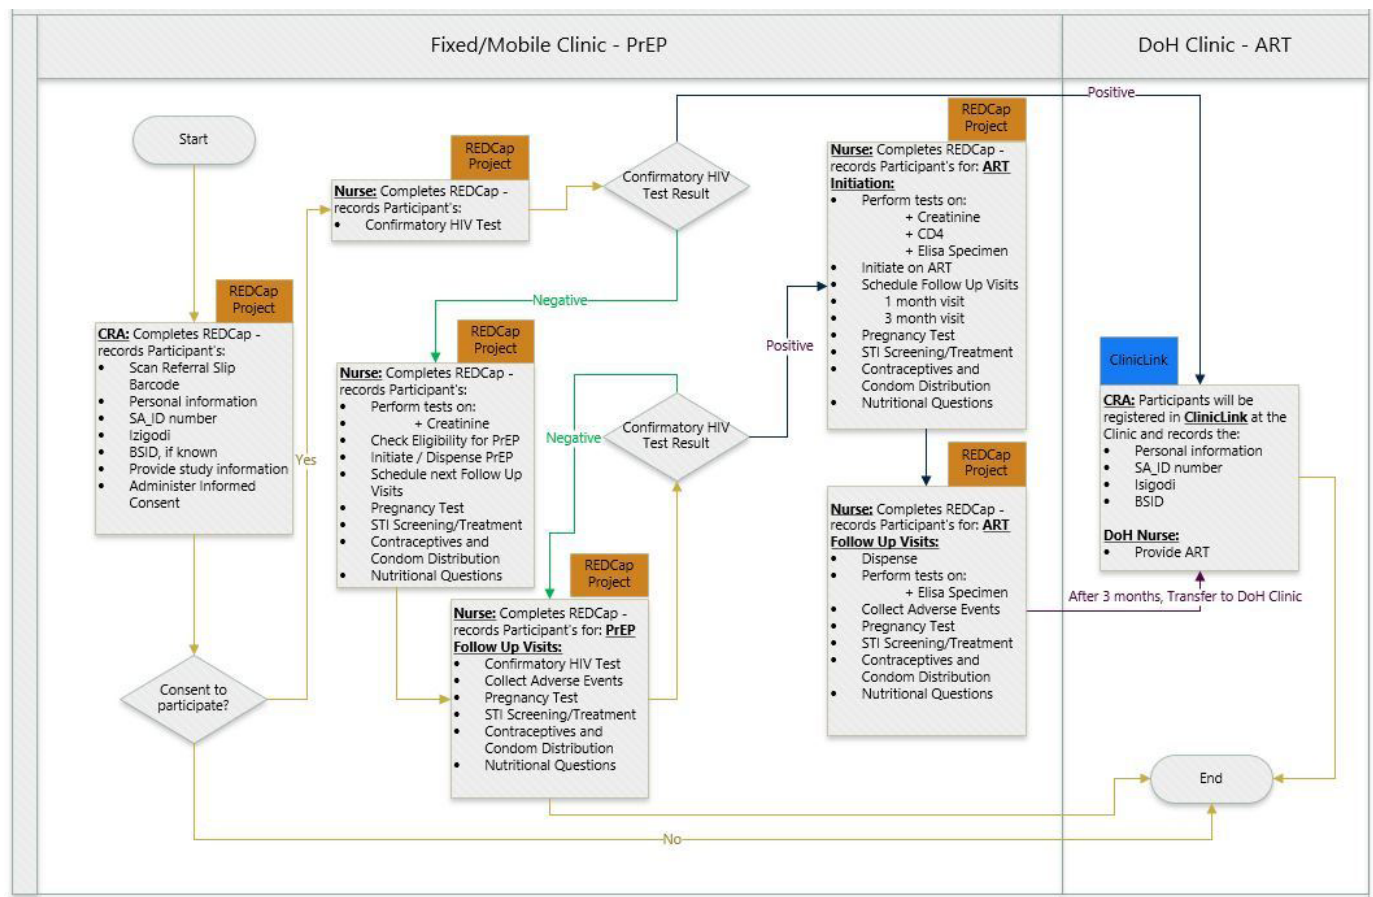 Fixed/Mobile Clinic - PrEP
DoH Clinic - ART
Start
REDCap
Project
CRA: Completes REDCap -
records Participant's:
• Scan Referral Slip
Barcode
• Personal information
• SA_ID number
• Izigodi
• BSID, if known
• Provide study information
• Administer Informed
Consent
Consent to
participate?
Yes
No
REDCap
Project
Nurse: Completes REDCap -
records Participant's:
• Confirmatory HIV Test
Confirmatory HIV
Test Result
Positive
Negative
REDCap
Project
Nurse: Completes REDCap -
records Participant's:
• Perform tests on:
• + Creatinine
• Check Eligibility for PrEP
• Initiate / Dispense PrEP
• Schedule next Follow Up
Visits
• Pregnancy Test
• STI Screening/Treatment
• Contraceptives and
Condom Distribution
• Nutritional Questions
REDCap
Project
Nurse: Completes REDCap -
records Participant's for: PrEP
Follow Up Visits:
• Confirmatory HIV Test
• Collect Adverse Events
• Pregnancy Test
• STI Screening/Treatment
• Contraceptives and
Condom Distribution
• Nutritional Questions
Confirmatory HIV
Test Result
Negative
Positive
REDCap
Project
Nurse: Completes REDCap -
records Participant's for: ART
Initiation:
• Perform tests on:
+ Creatinine
+ CD4
+ Elisa Specimen
• Initiate on ART
• Schedule Follow Up Visits
• 1 month visit
• 3 month visit
• Pregnancy Test
• STI Screening/Treatment
• Contraceptives and
Condom Distribution
• Nutritional Questions
REDCap
Project
Nurse: Completes REDCap -
records Participant's for: ART
Follow Up Visits:
• Dispense
• Perform tests on:
+ Elisa Specimen
• Collect Adverse Events
• Pregnancy Test
• STI Screening/Treatment
• Contraceptives and
Condom Distribution
• Nutritional Questions
After 3 months, Transfer to DoH Clinic
ClinicLink
CRA: Participants will be
registered in ClinicLink at the
Clinic and records the:
• Personal information
• SA_ID number
• Isigodi
• BSID
DoH Nurse:
• Provide ART
End